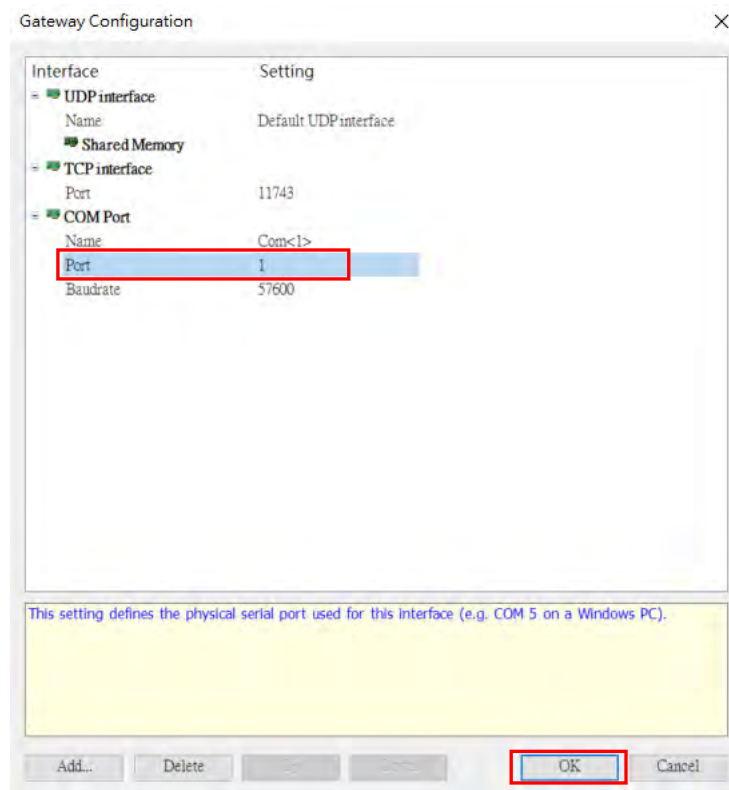 Gateway Configuration
Interface Setting
UDP interface
Name Default UDP interface
Shared Memory
TCP interface
Port 11743
COM Port
Name Com<1>
Port 1
Baudrate 57600
This setting defines the physical serial port used for this interface (e.g. COM 5 on a Windows PC).
Add... Delete OK Cancel